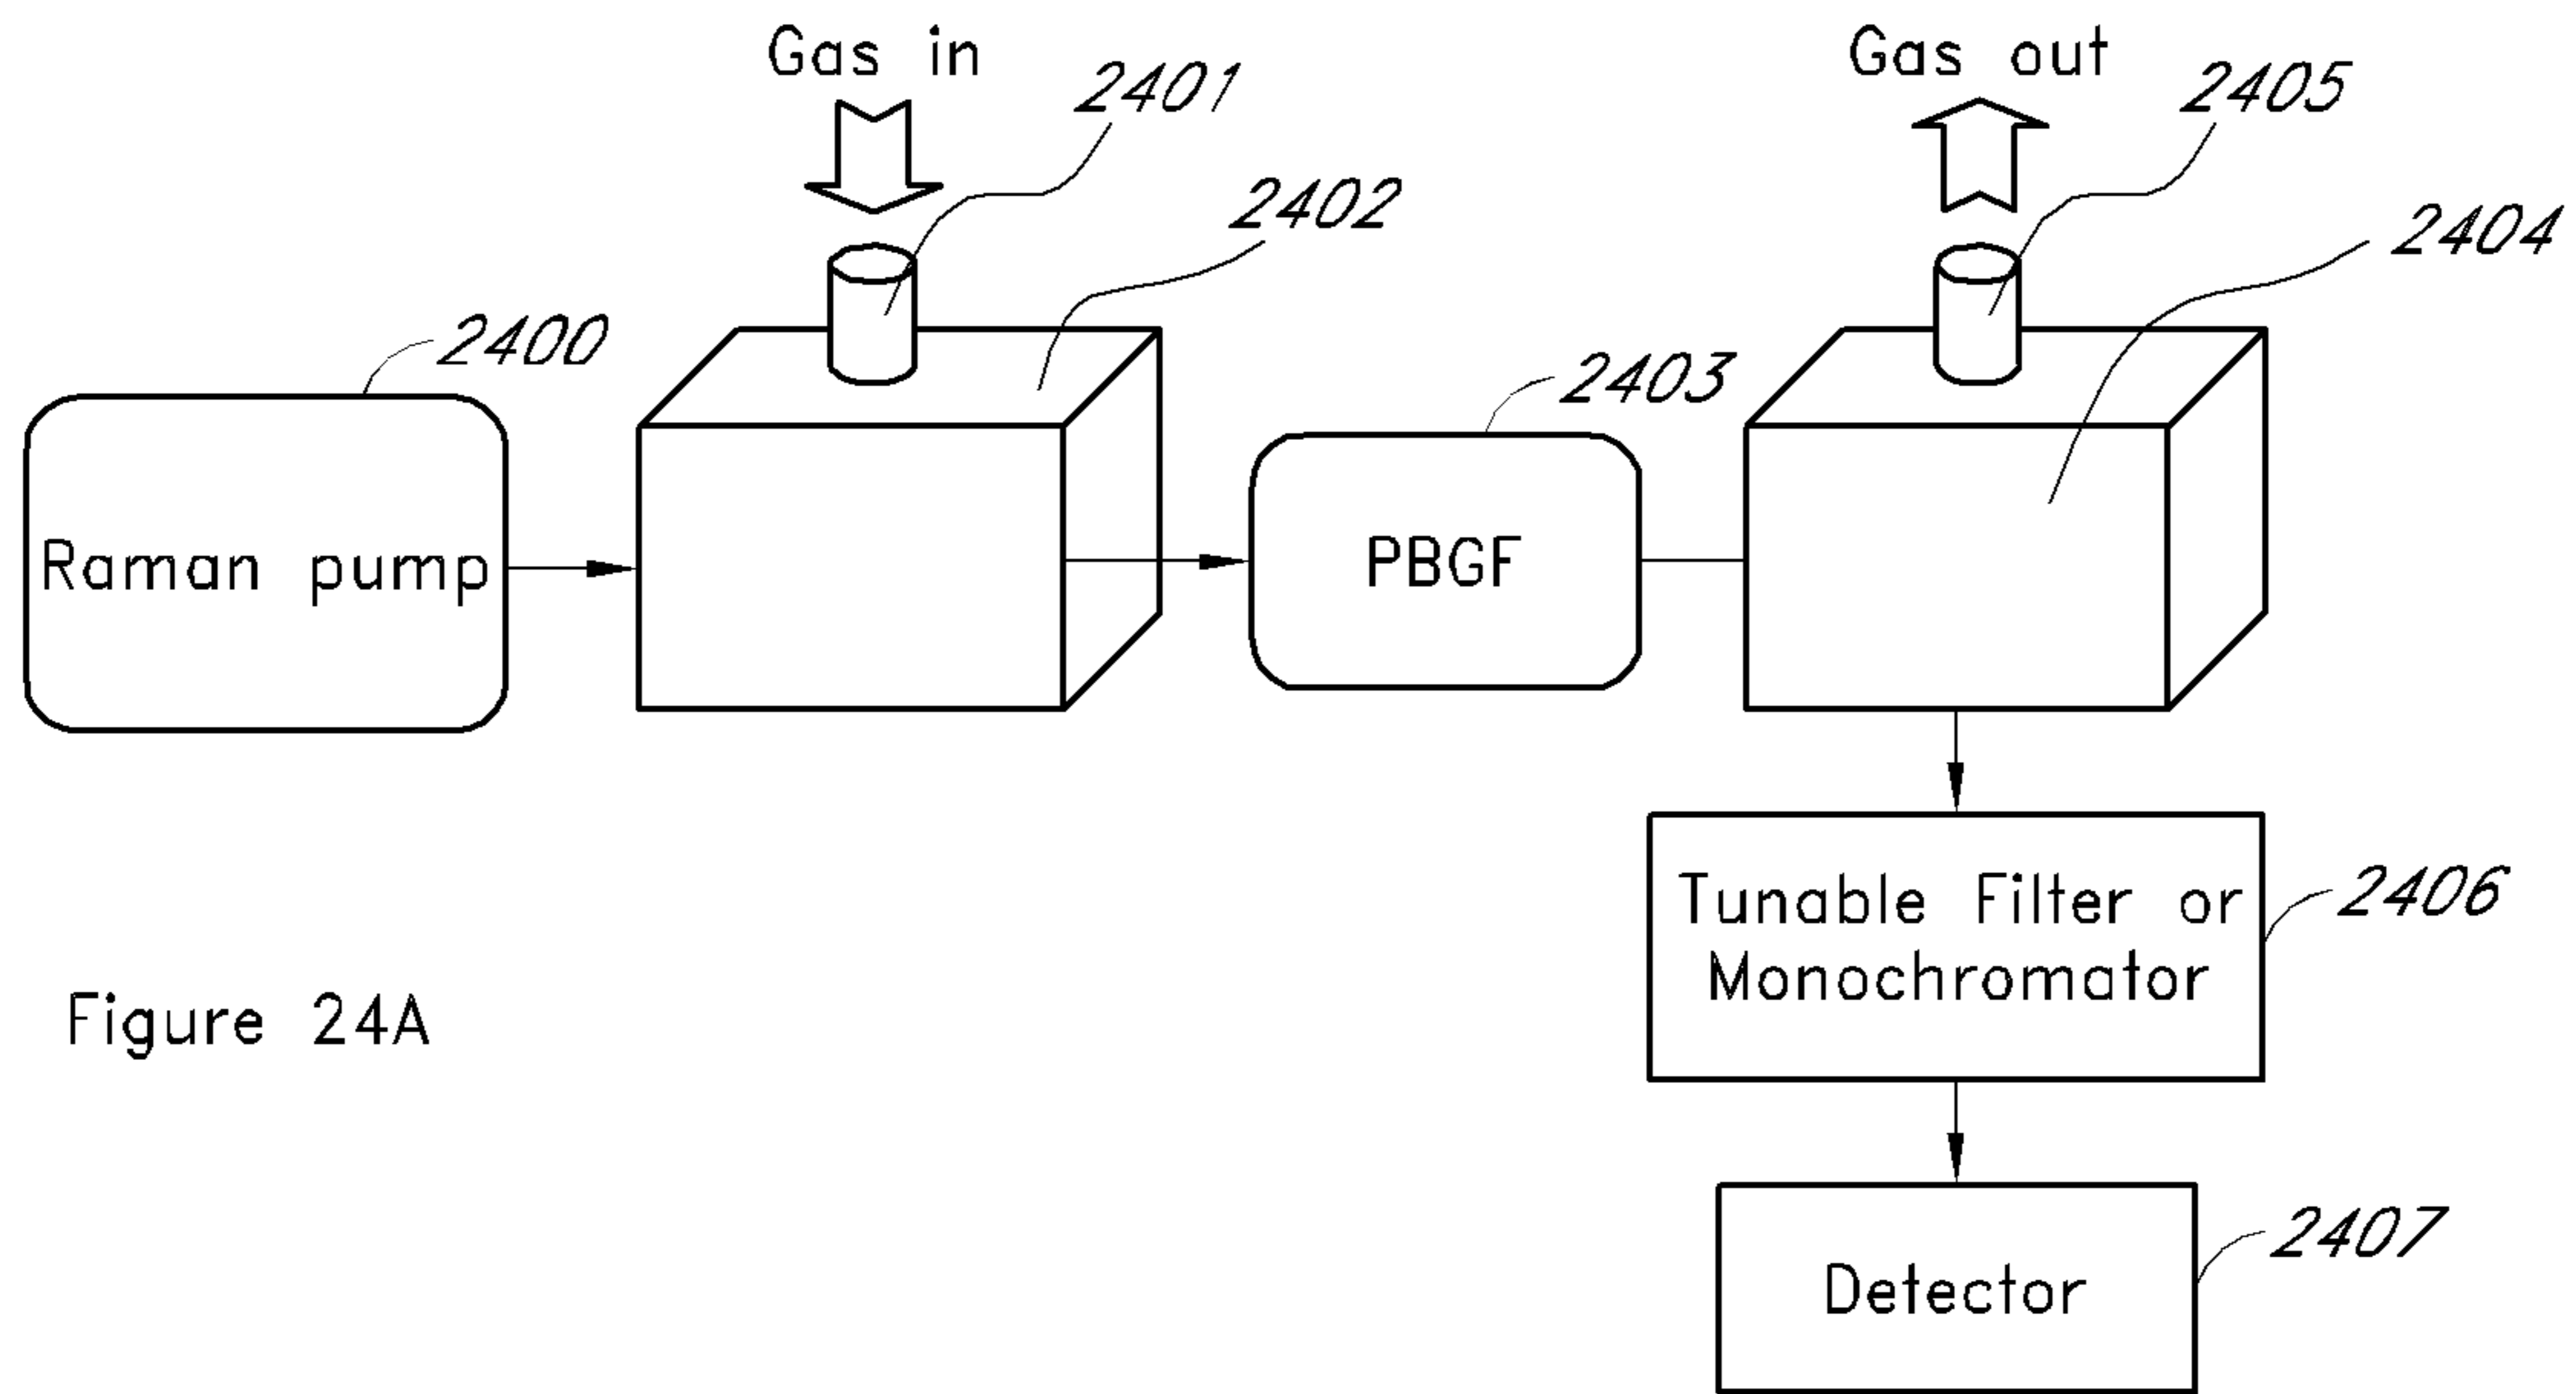 Gas in
2401
Gas out
2405
2402
2404
2400
2403
Raman pump
PBGF
Tunable Filter or
Monochromator
2406
Figure 24A
Detector
2407